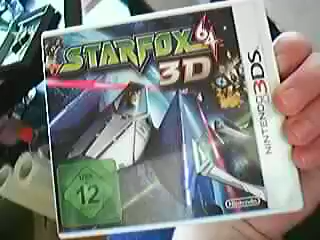 STARFOX 64
3D
NINTENDO 3DS
USK
12
Nintendo